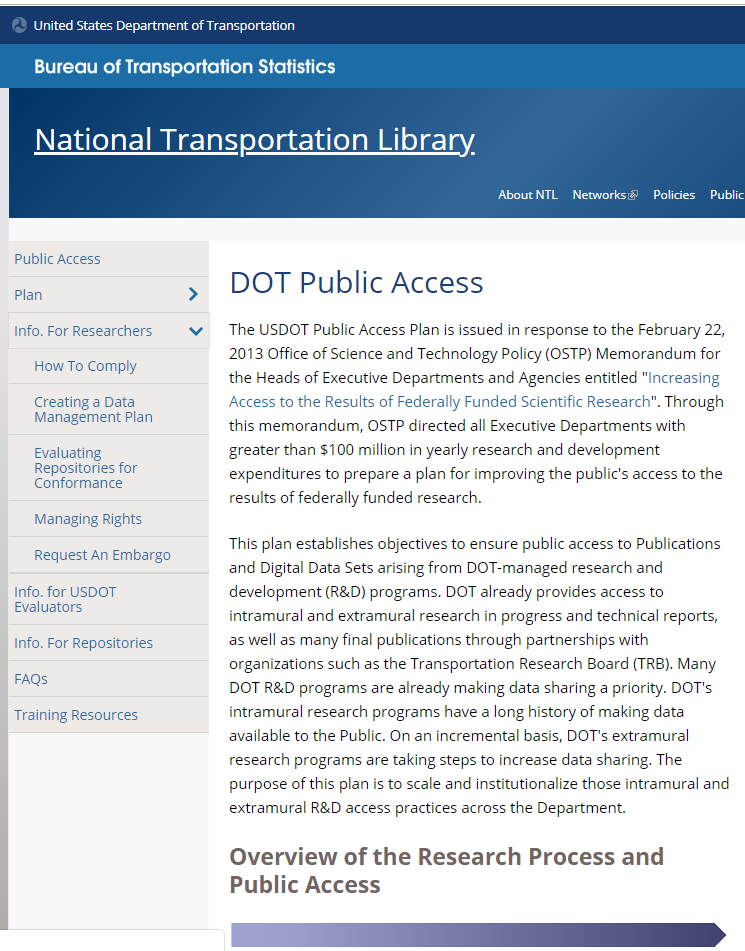 United States Department of Transportation
Bureau of Transportation Statistics
National Transportation Library
About NTL Networks Policies Public
Public Access
Plan
Info. For Researchers
How To Comply
Creating a Data
Management Plan
Evaluating
Repositories for
Conformance
Managing Rights
Request An Embargo
Info. for USDOT
Evaluators
Info. For Repositories
FAQs
Training Resources
DOT Public Access
The USDOT Public Access Plan is issued in response to the February 22,
2013 Office of Science and Technology Policy (OSTP) Memorandum for
the Heads of Executive Departments and Agencies entitled "Increasing
Access to the Results of Federally Funded Scientific Research". Through
this memorandum, OSTP directed all Executive Departments with
greater than $100 million in yearly research and development
expenditures to prepare a plan for improving the public's access to the
results of federally funded research.
This plan establishes objectives to ensure public access to Publications
and Digital Data Sets arising from DOT-managed research and
development (R&D) programs. DOT already provides access to
intramural and extramural research in progress and technical reports,
as well as many final publications through partnerships with
organizations such as the Transportation Research Board (TRB). Many
DOT R&D programs are already making data sharing a priority. DOT's
intramural research programs have a long history of making data
available to the Public. On an incremental basis, DOT's extramural
research programs are taking steps to increase data sharing. The
purpose of this plan is to scale and institutionalize those intramural and
extramural R&D access practices across the Department.
Overview of the Research Process and
Public Access